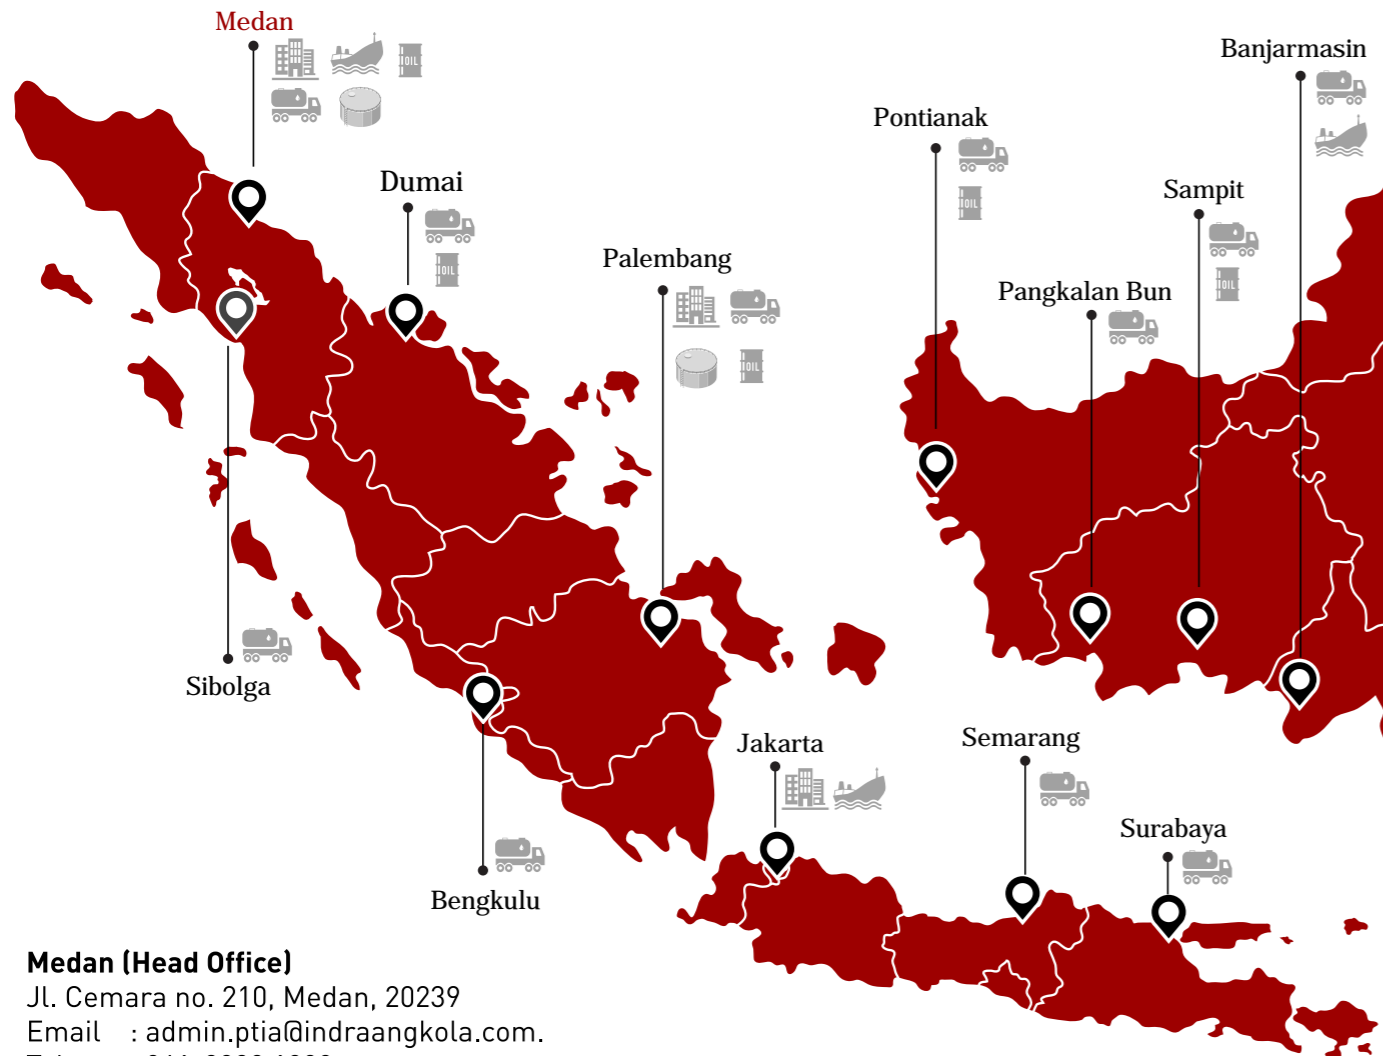 Medan
Banjarmasin
Pontianak
Dumai
Sampit
Palembang
Pangkalan Bun
OIL
OIL
OIL
OIL
OIL
Sibolga
Jakarta
Semarang
Surabaya
Bengkulu
Medan (Head Office)
Jl. Cemara no. 210, Medan, 20239
Email : admin.ptia@indraangkola.com.